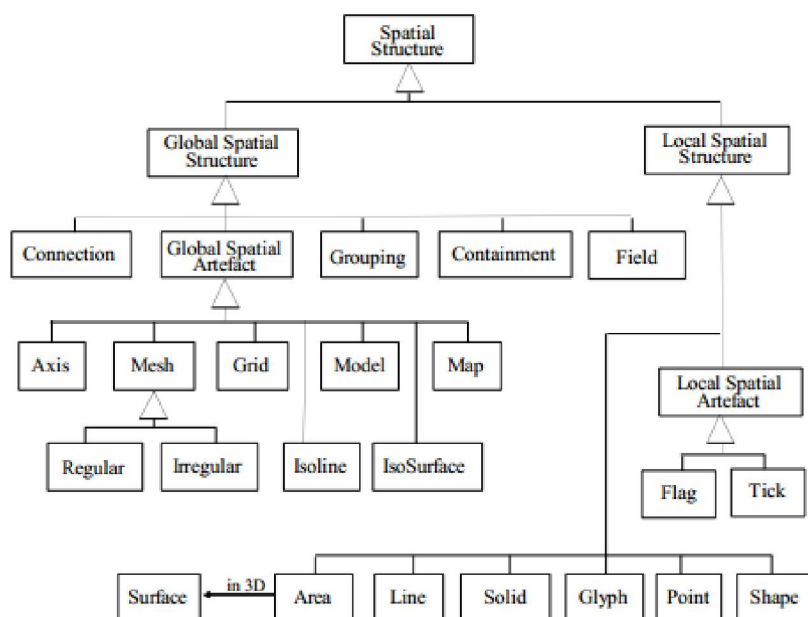 Spatial
Structure
Global Spatial
Structure
Local Spatial
Structure
Connection
Global Spatial
Artefact
Grouping
Containment
Field
Axis
Mesh
Grid
Model
Map
Local Spatial
Artefact
Regular
Irregular
Isoline
IsoSurface
Flag
Tick
Surface
in 3D
Area
Line
Solid
Glyph
Point
Shape